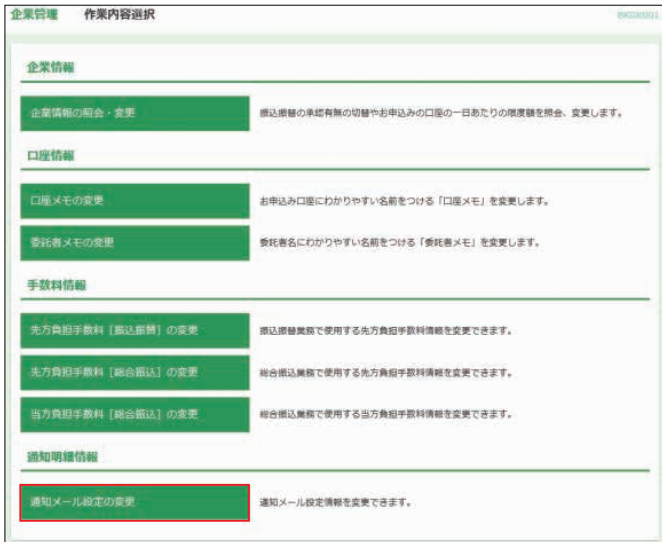 企業管理 作業内容選択
企業情報
企業情報の照会・変更 振込振替の承認有無の切替やお申込みの口座の一日あたりの限度額を照会、変更します。
口座情報
口座メモの変更 お申込み口座にわかりやすい名前をつける「口座メモ」を変更します。
委託者メモの変更 委託者名にわかりやすい名前をつける「委託者メモ」を変更します。
手数料情報
先方負担手数料［振込振替］の変更 振込振替業務で使用する先方負担手数料情報を変更できます。
先方負担手数料［総合振込］の変更 総合振込業務で使用する先方負担手数料情報を変更できます。
当方負担手数料［総合振込］の変更 総合振込業務で使用する当方負担手数料情報を変更できます。
通知明細情報
通知メール設定の変更 通知メール設定情報を変更できます。